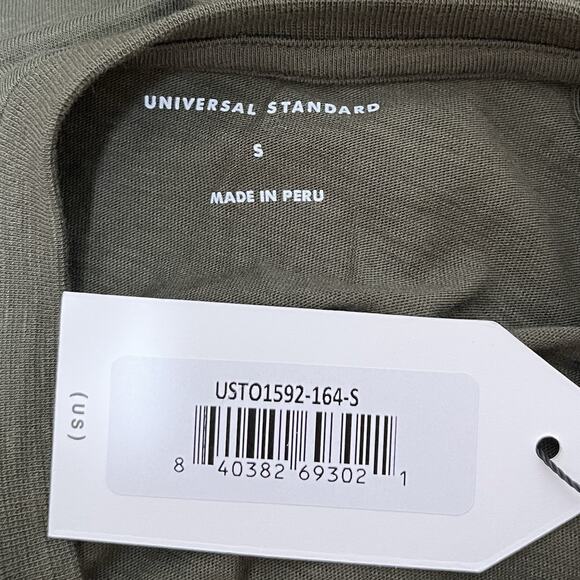 UNIVERSAL STANDARD
S
MADE IN PERU
(US)
USTO1592-164-S
8 40382 69302 1